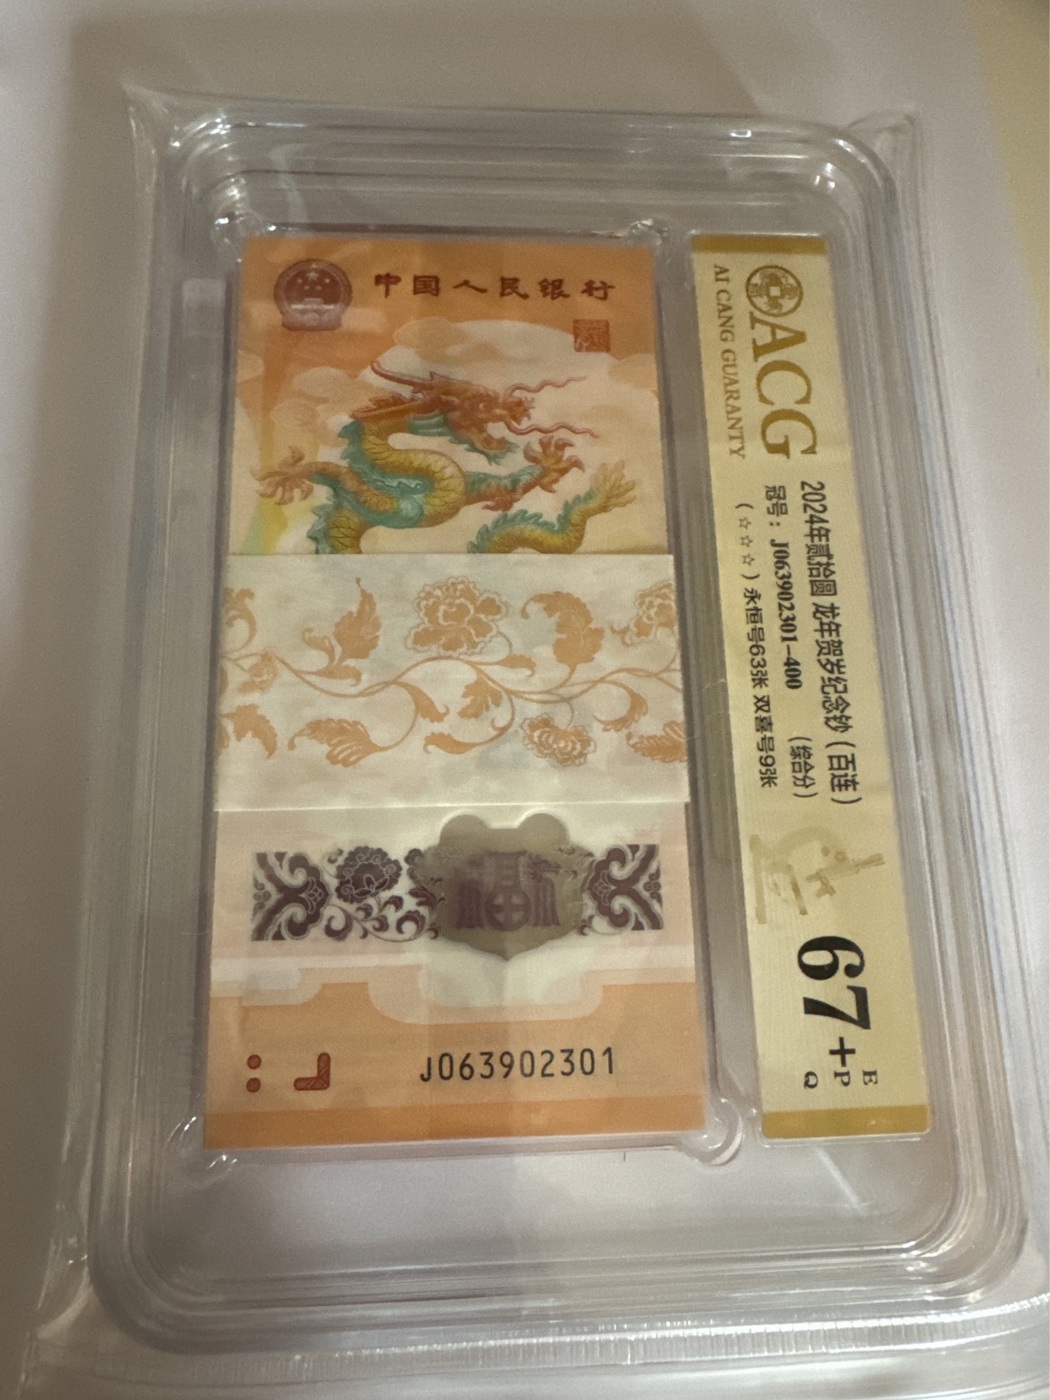 中国人民银行
福
J063902301
ACG
AI CANG GUARANTY
2024年贰拾圆 龙年贺岁纪念钞（百连）
冠号：J063902301-400 （综合分）
（☆☆☆）永恒号63张 双喜号9张
67+
E
P
Q